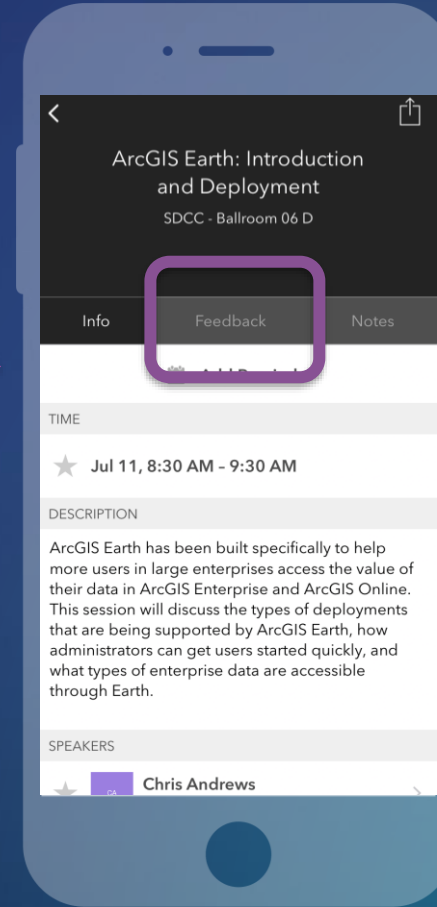 ArcGIS Earth: Introduction
and Deployment
SDCC - Ballroom 06 D
Info
Feedback
Notes
TIME
Jul 11, 8:30 AM – 9:30 AM
DESCRIPTION
ArcGIS Earth has been built specifically to help
more users in large enterprises access the value of
their data in ArcGIS Enterprise and ArcGIS Online.
This session will discuss the types of deployments
that are being supported by ArcGIS Earth, how
administrators can get users started quickly, and
what types of enterprise data are accessible
through Earth.
SPEAKERS
CA
Chris Andrews